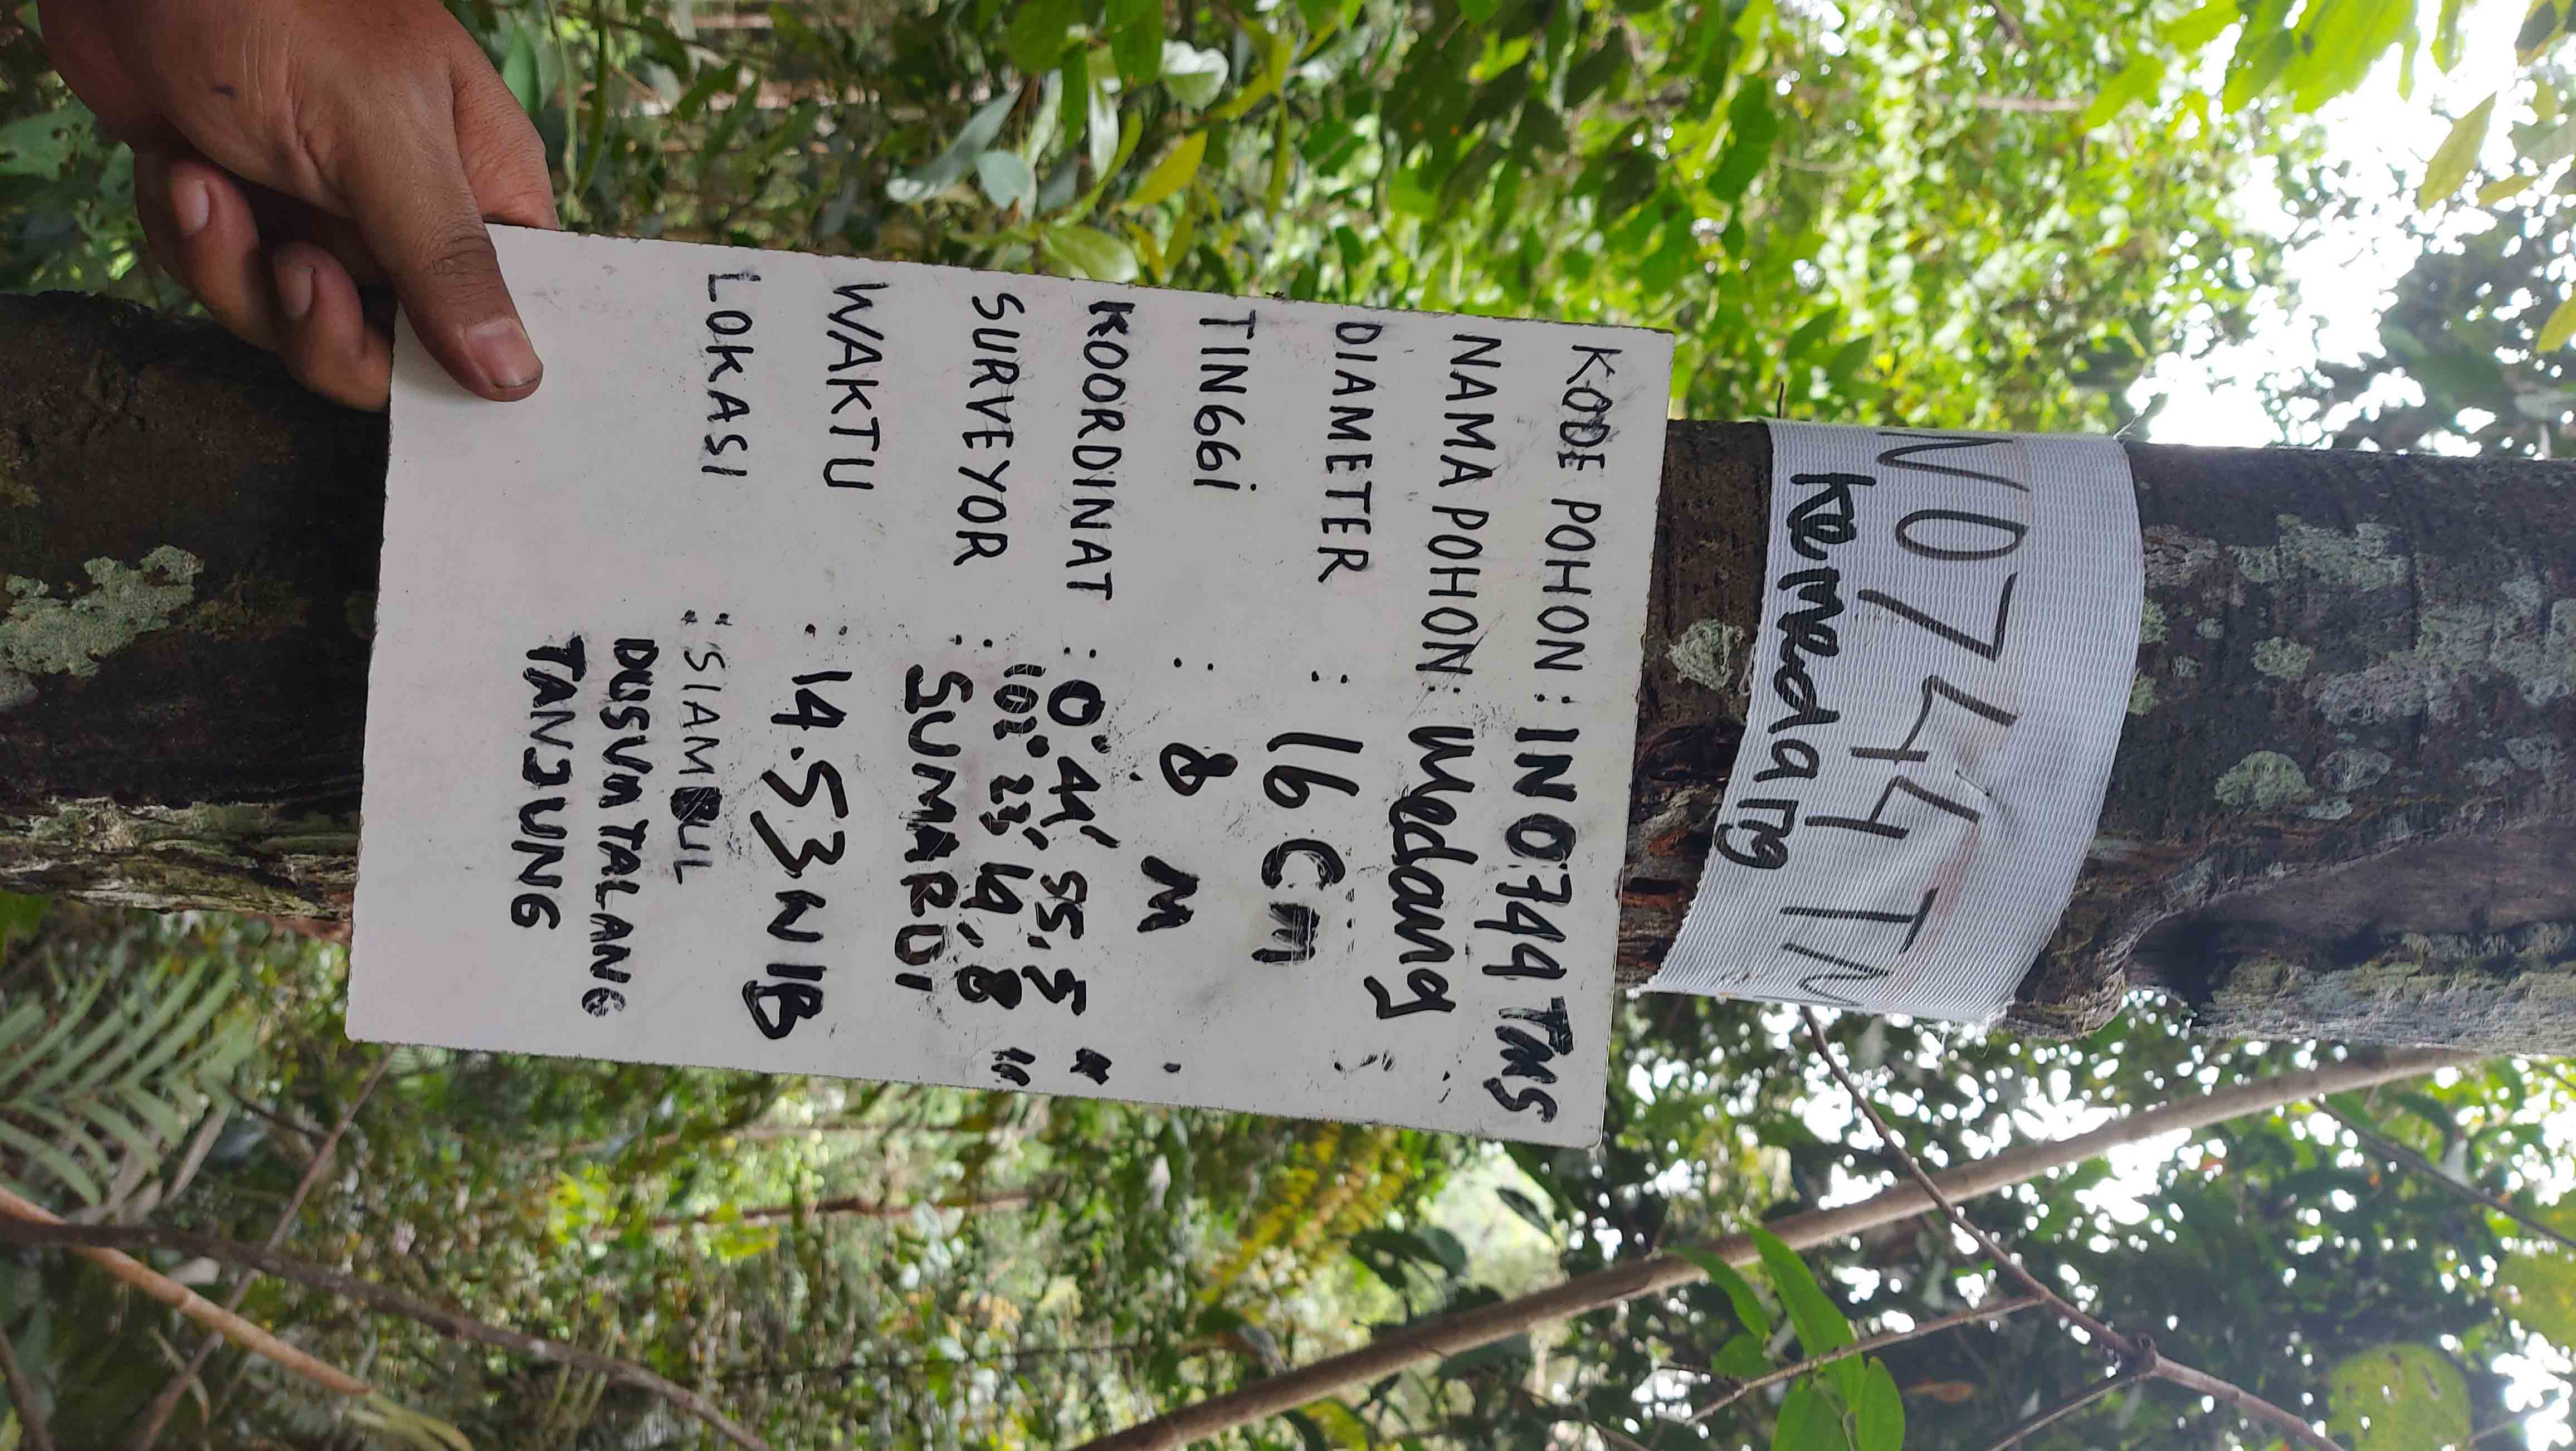 N0744TM
kemedang
KODE POHON : IN0744 TMS
NAMA POHON : Medang
DIAMETER : 16 Cm
TINGGI : 8 M
KOORDINAT : 0° 44', 55,5 "
102° 23' 14,8 "
SURVEYOR : SUMARDI
WAKTU : 14.53 WIB
LOKASI : SIAMBUL
DUSUN TALANG
TANJUNG